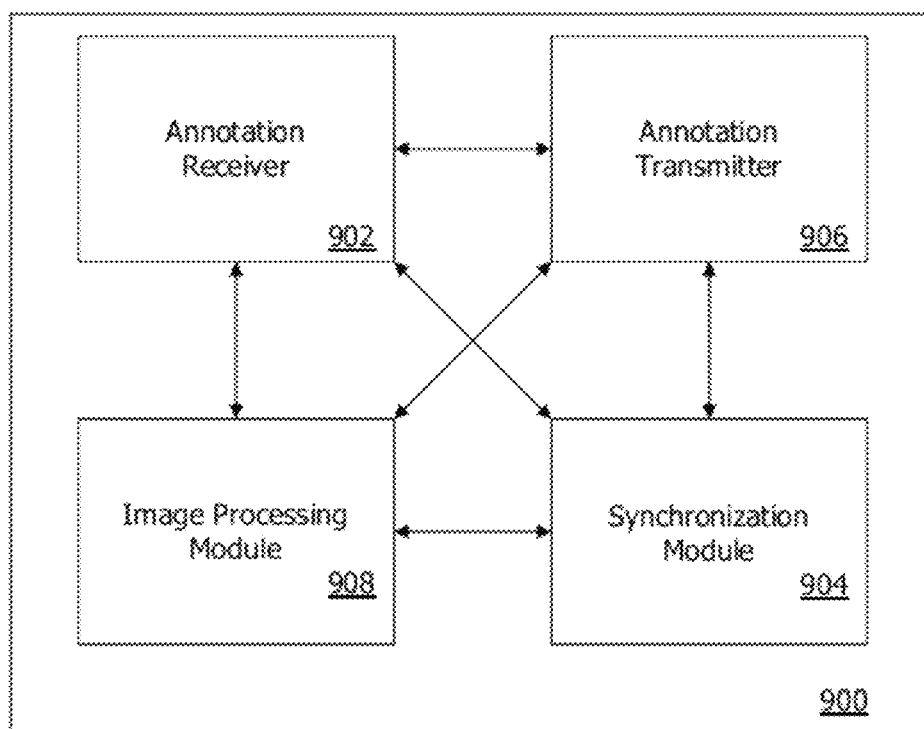 Annotation
Receiver
902
Annotation
Transmitter
906
Image Processing
Module
908
Synchronization
Module
904
900